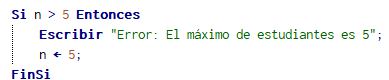 Si n > 5 Entonces
Escribir "Error: El máximo de estudiantes es 5";
n ← 5;
FinSi